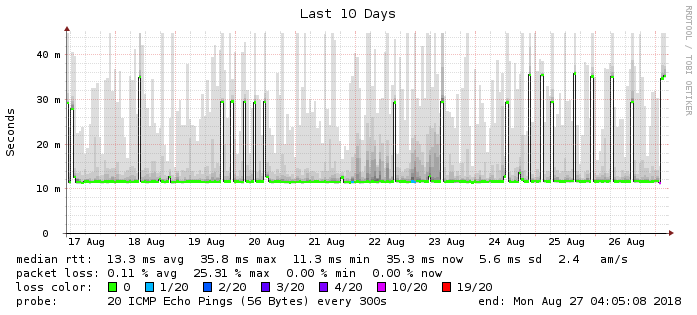 Last 10 Days
RRDTOOL / TOBI OETIKER
Seconds
40 m
30 m
20 m
10 m
0
17 Aug 18 Aug 19 Aug 20 Aug 21 Aug 22 Aug 23 Aug 24 Aug 25 Aug 26 Aug
median rtt: 13.3 ms avg 35.8 ms max 11.3 ms min 35.3 ms now 5.6 ms sd 2.4 am/s
packet loss: 0.11 % avg 25.31 % max 0.00 % min 0.00 % now
loss color: 0 1/20 2/20 3/20 4/20 10/20 19/20
probe: 20 ICMP Echo Pings (56 Bytes) every 300s end: Mon Aug 27 04:05:08 2018